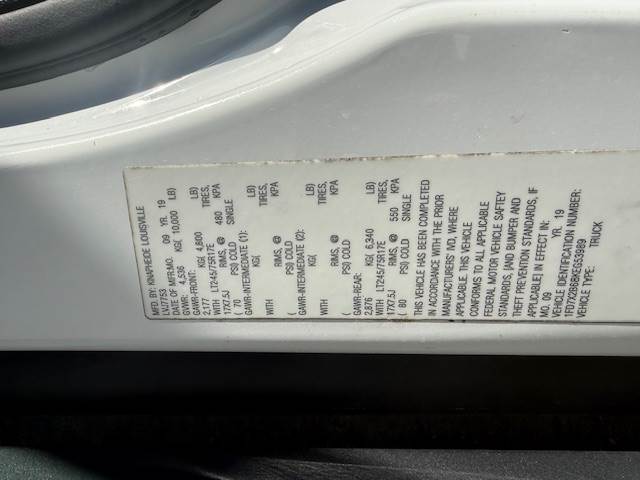 MFD. BY: KNAPHEIDE LOUISVILLE
LVJ7753
DATE OF MFR.MO. 09 YR. 19
GVWR: 4,536 KG( 10,000 LB)
GAWR-FRONT:
2,177 KG( 4,800 LB)
WITH LT245/75R17E TIRES,
17X7.5J RIMS, @ 480 KPA
( 70 PSI) COLD SINGLE
GAWR-INTERMEDIATE (1):
KG( LB)
WITH TIRES,
RIMS, @ KPA
( PSI) COLD
GAWR-INTERMEDIATE (2):
KG( LB)
WITH TIRES,
RIMS, @ KPA
( PSI) COLD
GAWR-REAR:
2,876 KG( 6,340 LB)
WITH LT245/75R17E TIRES,
17X7.5J RIMS, @ 550 KPA
( 80 PSI) COLD SINGLE
THIS VEHICLE HAS BEEN COMPLETED
IN ACCORDANCE WITH THE PRIOR
MANUFACTURERS' IVD, WHERE
APPLICABLE. THIS VEHICLE
CONFORMS TO ALL APPLICABLE
FEDERAL MOTOR VEHICLE SAFTEY
STANDARDS, [AND BUMPER AND
THEFT PREVENTION STANDARDS, IF
APPLICABLE] IN EFFECT IN:
MO. 09 YR. 19
VEHICLE IDENTIFICATION NUMBER:
1FD7X2B6BKEG53989
VEHICLE TYPE: TRUCK